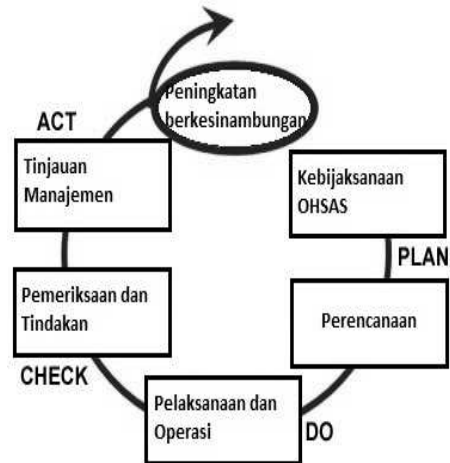 Peningkatan
berkesinambungan
ACT
Tinjauan
Manajemen
Kebijaksanaan
OHSAS
PLAN
Pemeriksaan dan
Tindakan
Perencanaan
CHECK
Pelaksanaan dan
Operasi
DO